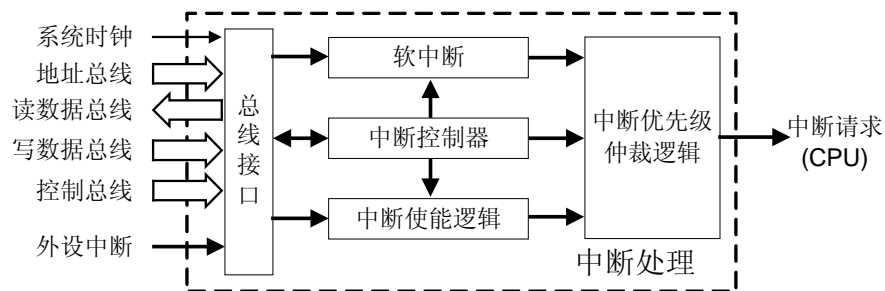 系统时钟
地址总线
读数据总线
写数据总线
控制总线
外设中断
总线接口
软中断
中断控制器
中断使能逻辑
中断优先级
仲裁逻辑
中断处理
中断请求
(CPU)